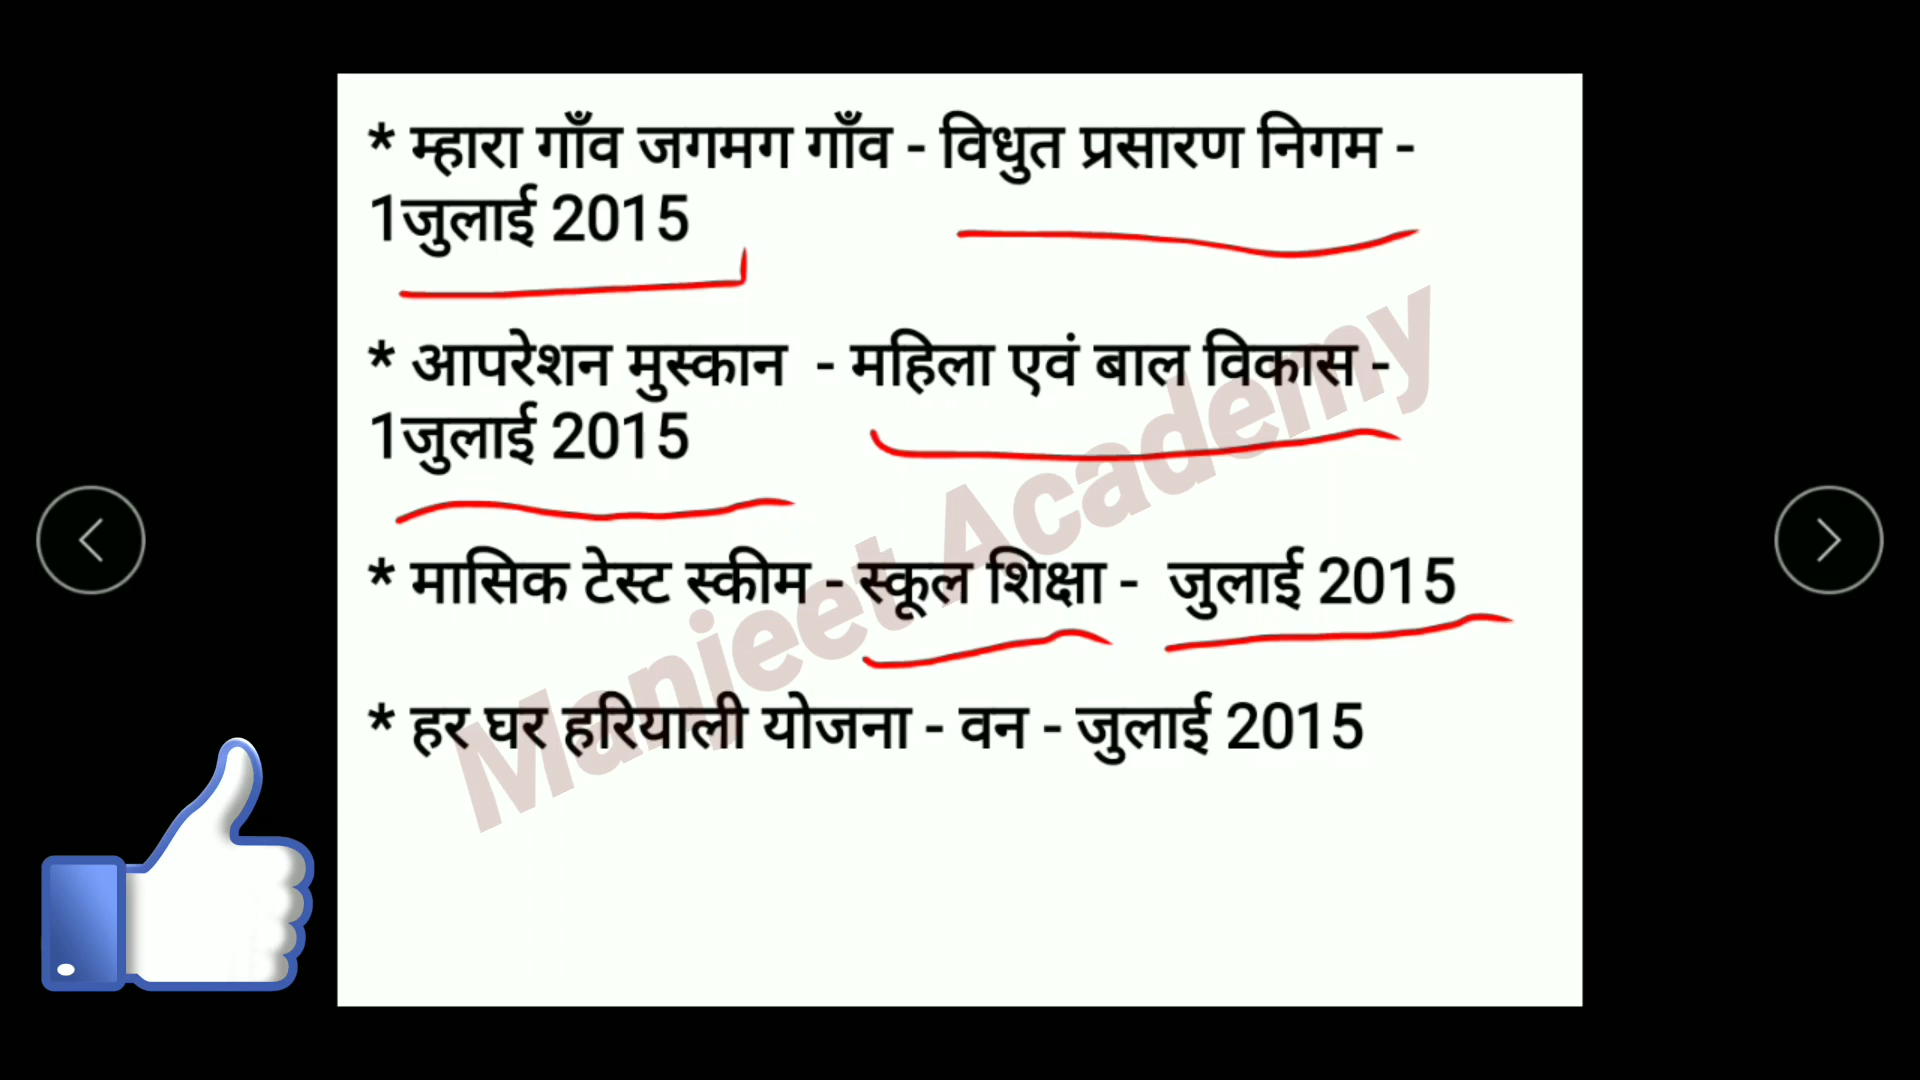 * म्हारा गाँव जगमग गाँव - विधुत प्रसारण निगम -
1जुलाई 2015
* आपरेशन मुस्कान - महिला एवं बाल विकास -
1जुलाई 2015
* मासिक टेस्ट स्कीम - स्कूल शिक्षा - जुलाई 2015
* हर घर हरियाली योजना - वन - जुलाई 2015
Manjeet Academy